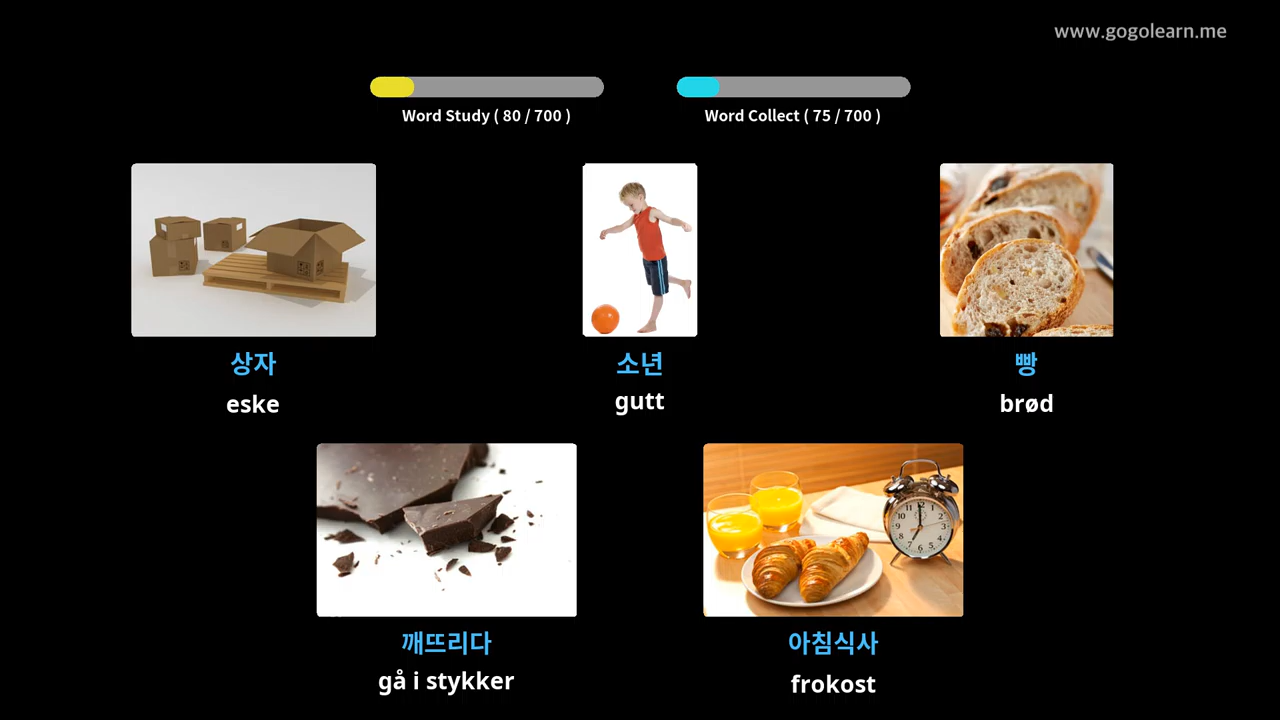 www.gogolearn.me
Word Study ( 80 / 700 )
Word Collect ( 75 / 700 )
상자
소년
빵
eske
gutt
brød
깨뜨리다
아침식사
gå i stykker
frokost